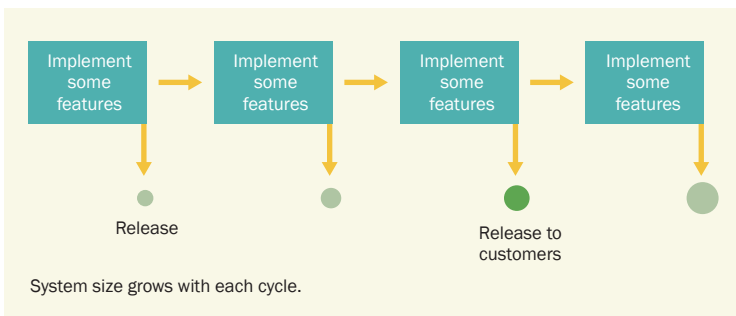 Implement
some
features
Implement
some
features
Implement
some
features
Implement
some
features
Release
Release to
customers
System size grows with each cycle.